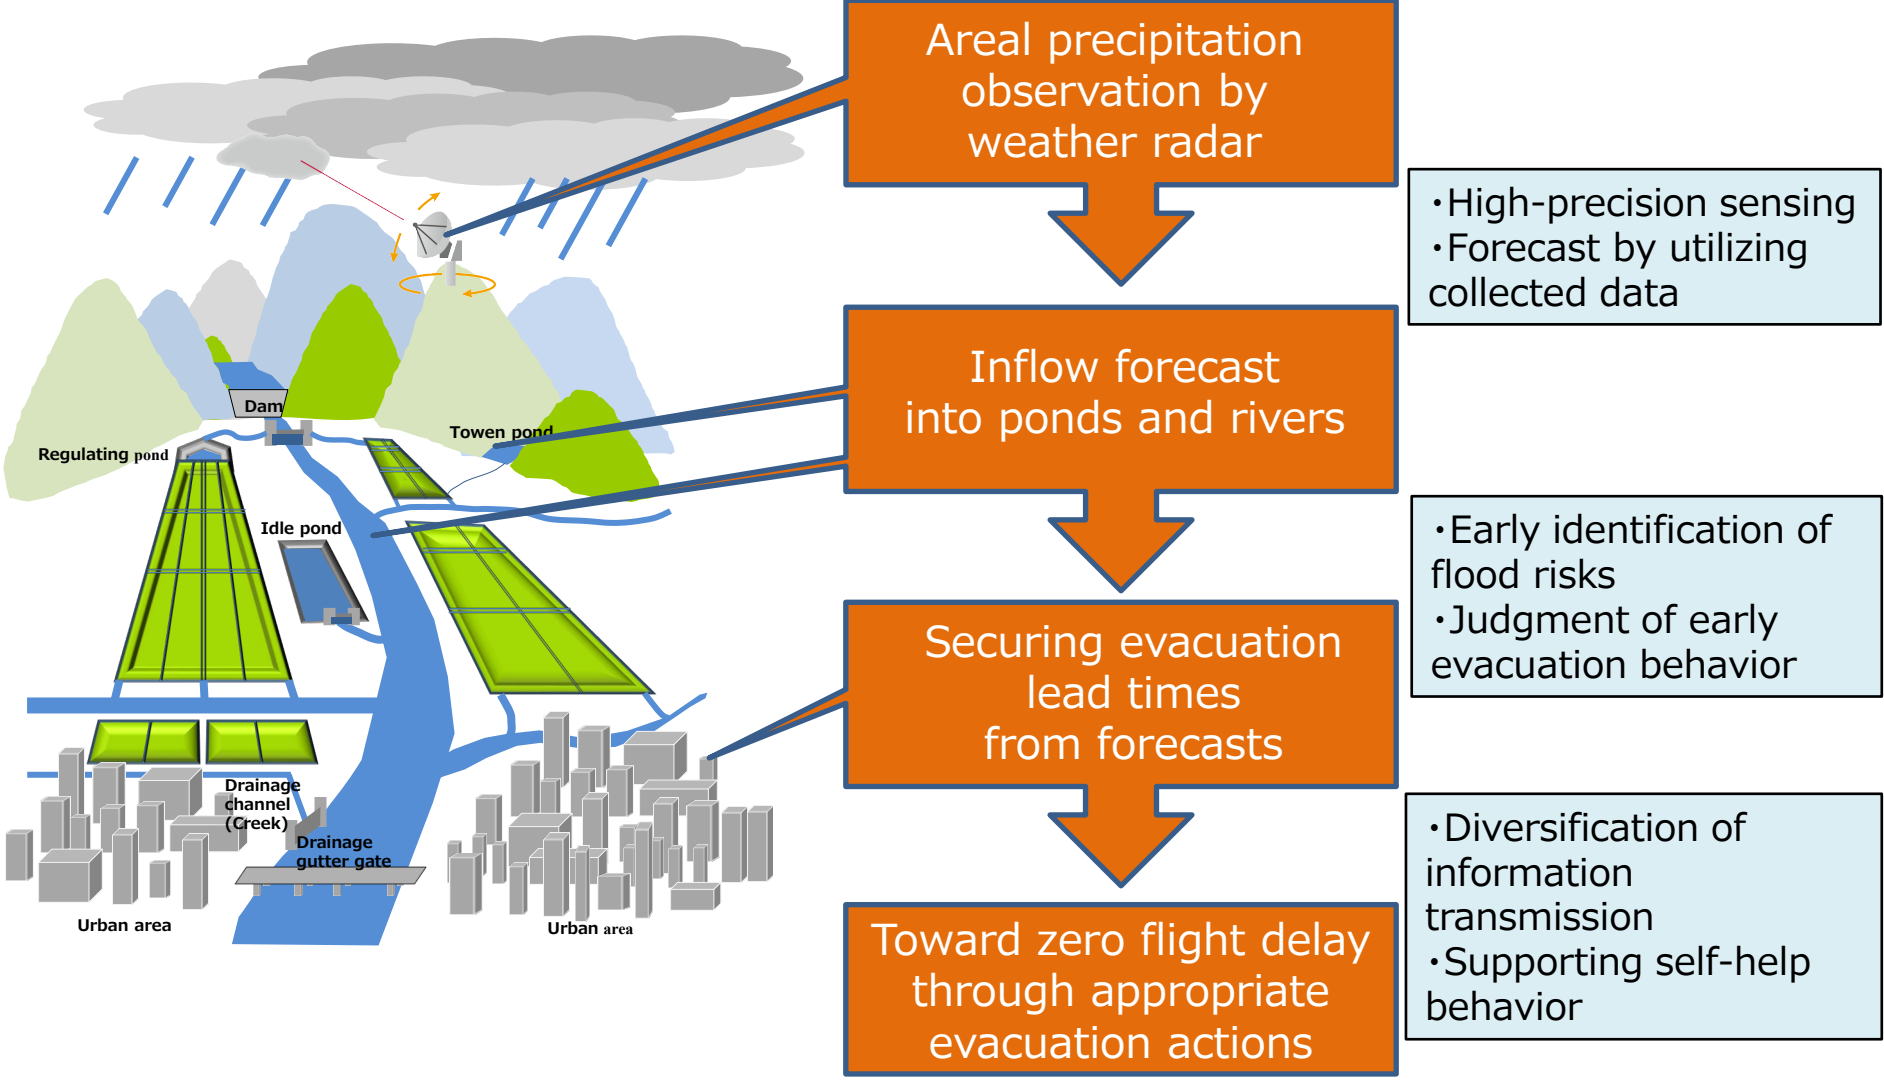 Areal precipitation
observation by
weather radar
・High-precision sensing
・Forecast by utilizing
collected data
Inflow forecast
into ponds and rivers
・Early identification of
flood risks
・Judgment of early
evacuation behavior
Securing evacuation
lead times
from forecasts
・Diversification of
information
transmission
・Supporting self-help
behavior
Toward zero flight delay
through appropriate
evacuation actions
Dam
Towen pond
Regulating pond
Idle pond
Drainage
channel
(Creek)
Drainage
gutter gate
Urban area
Urban area